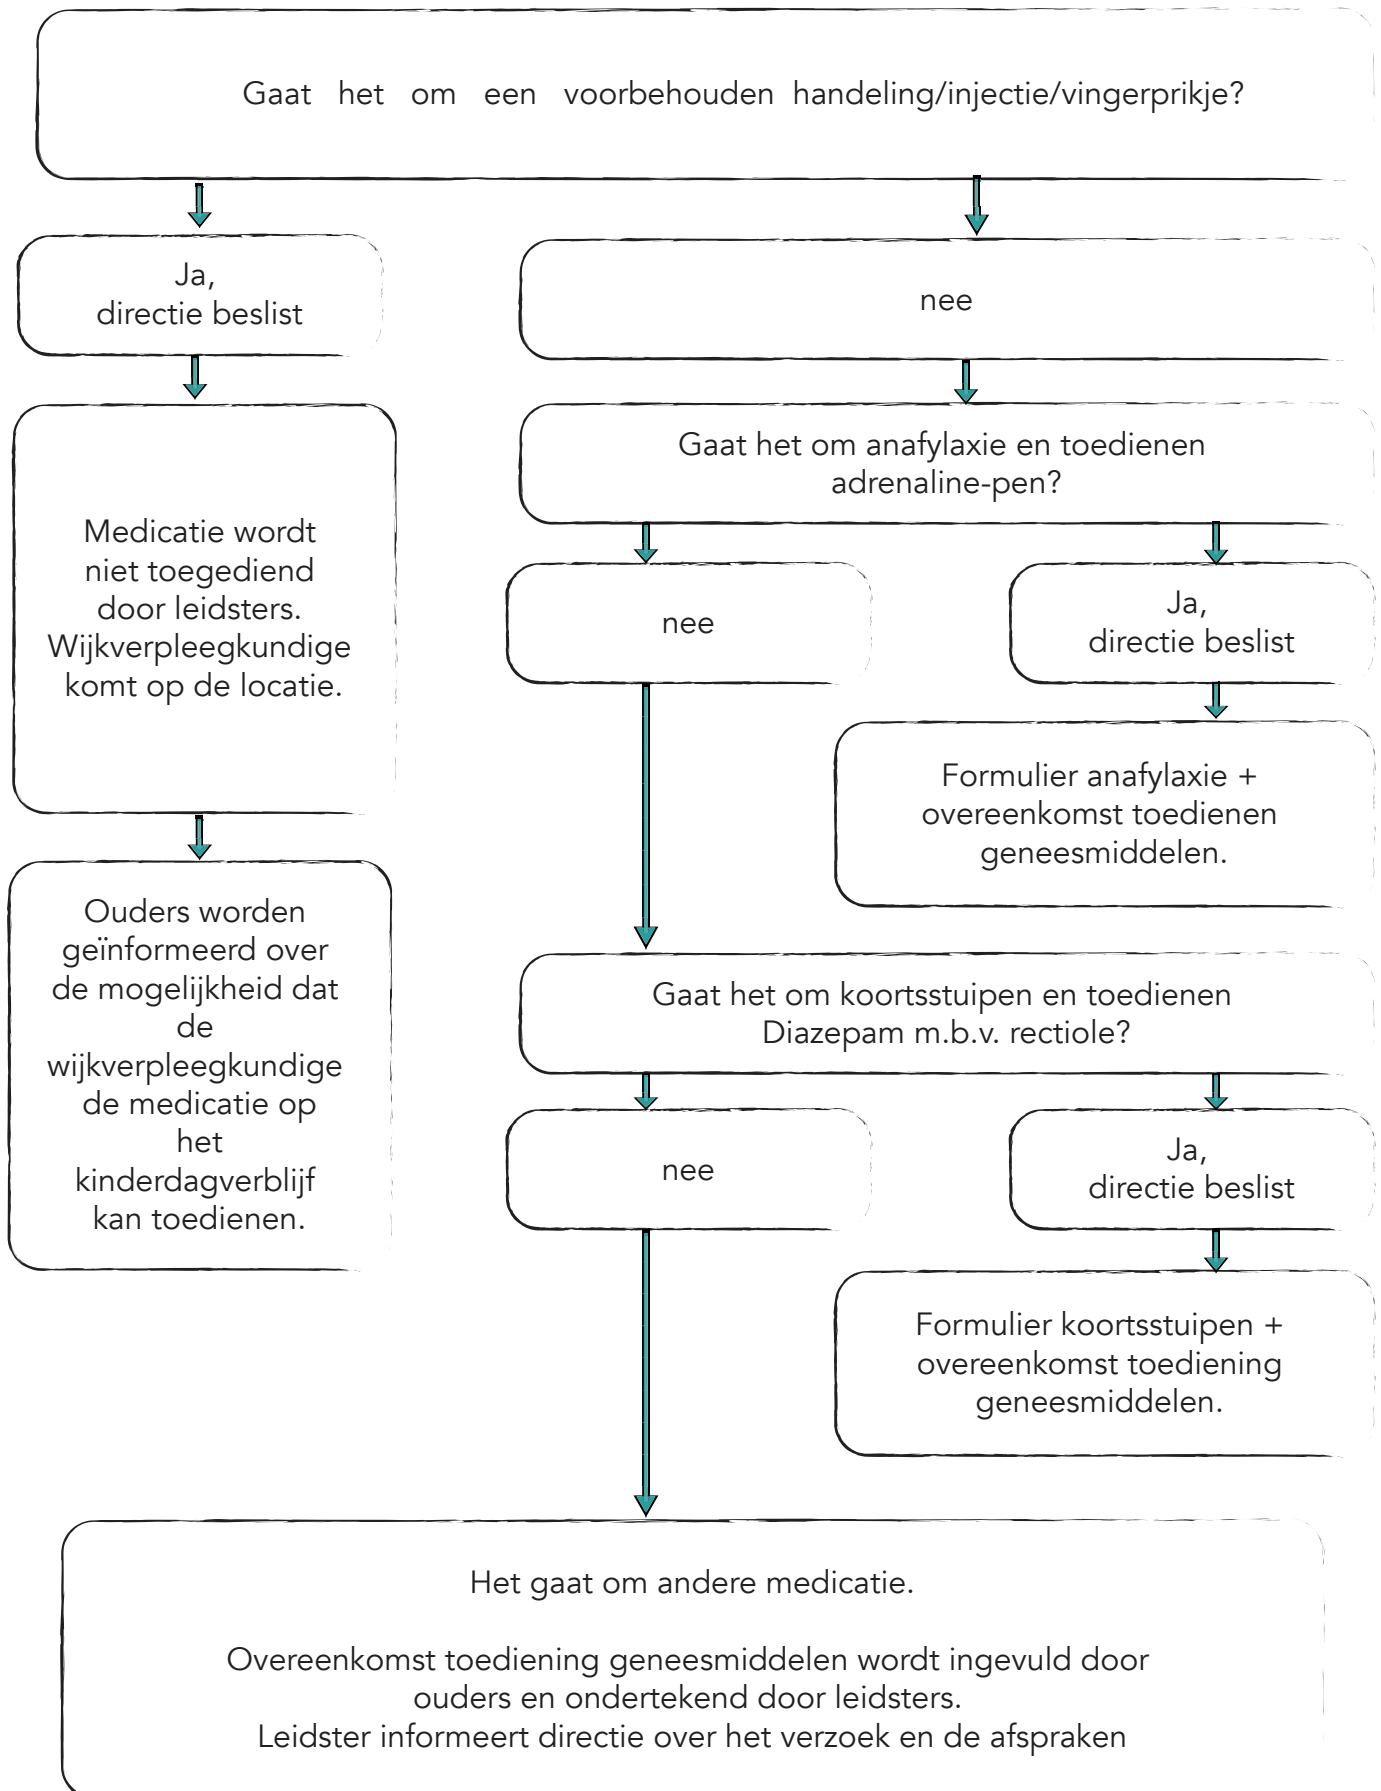 Gaat het om een voorbehouden handeling/injectie/vingerprikje?
Ja,
directie beslist
nee
Medicatie wordt
niet toegediend
door leidsters.
Wijkverpleegkundige
komt op de locatie.
Ouders worden
geïnformeerd over
de mogelijkheid dat
de
wijkverpleegkundige
de medicatie op
het
kinderdagverblijf
kan toedienen.
Gaat het om anafylaxie en toedienen
adrenaline-pen?
nee
Ja,
directie beslist
Formulier anafylaxie +
overeenkomst toedienen
geneesmiddelen.
Gaat het om koortsstuipen en toedienen
Diazepam m.b.v. rectiole?
nee
Ja,
directie beslist
Formulier koortsstuipen +
overeenkomst toediening
geneesmiddelen.
Het gaat om andere medicatie.
Overeenkomst toediening geneesmiddelen wordt ingevuld door
ouders en ondertekend door leidsters.
Leidster informeert directie over het verzoek en de afspraken